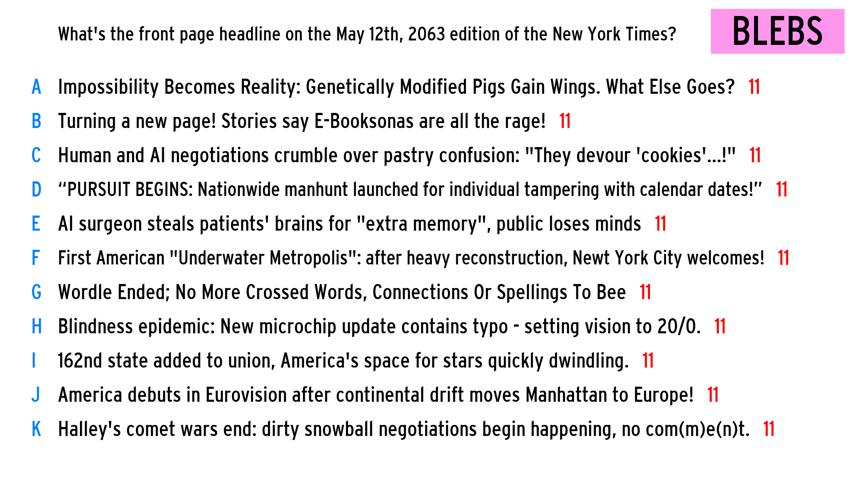 What's the front page headline on the May 12th, 2063 edition of the New York Times?
BLEBS
A Impossibility Becomes Reality: Genetically Modified Pigs Gain Wings. What Else Goes? 11
B Turning a new page! Stories say E-Booksonas are all the rage! 11
C Human and AI negotiations crumble over pastry confusion: "They devour 'cookies'...!" 11
D “PURSUIT BEGINS: Nationwide manhunt launched for individual tampering with calendar dates!” 11
E AI surgeon steals patients' brains for "extra memory", public loses minds 11
F First American "Underwater Metropolis": after heavy reconstruction, Newt York City welcomes! 11
G Wordle Ended; No More Crossed Words, Connections Or Spellings To Bee 11
H Blindness epidemic: New microchip update contains typo - setting vision to 20/0. 11
I 162nd state added to union, America's space for stars quickly dwindling. 11
J America debuts in Eurovision after continental drift moves Manhattan to Europe! 11
K Halley's comet wars end: dirty snowball negotiations begin happening, no com(m)e(n)t. 11